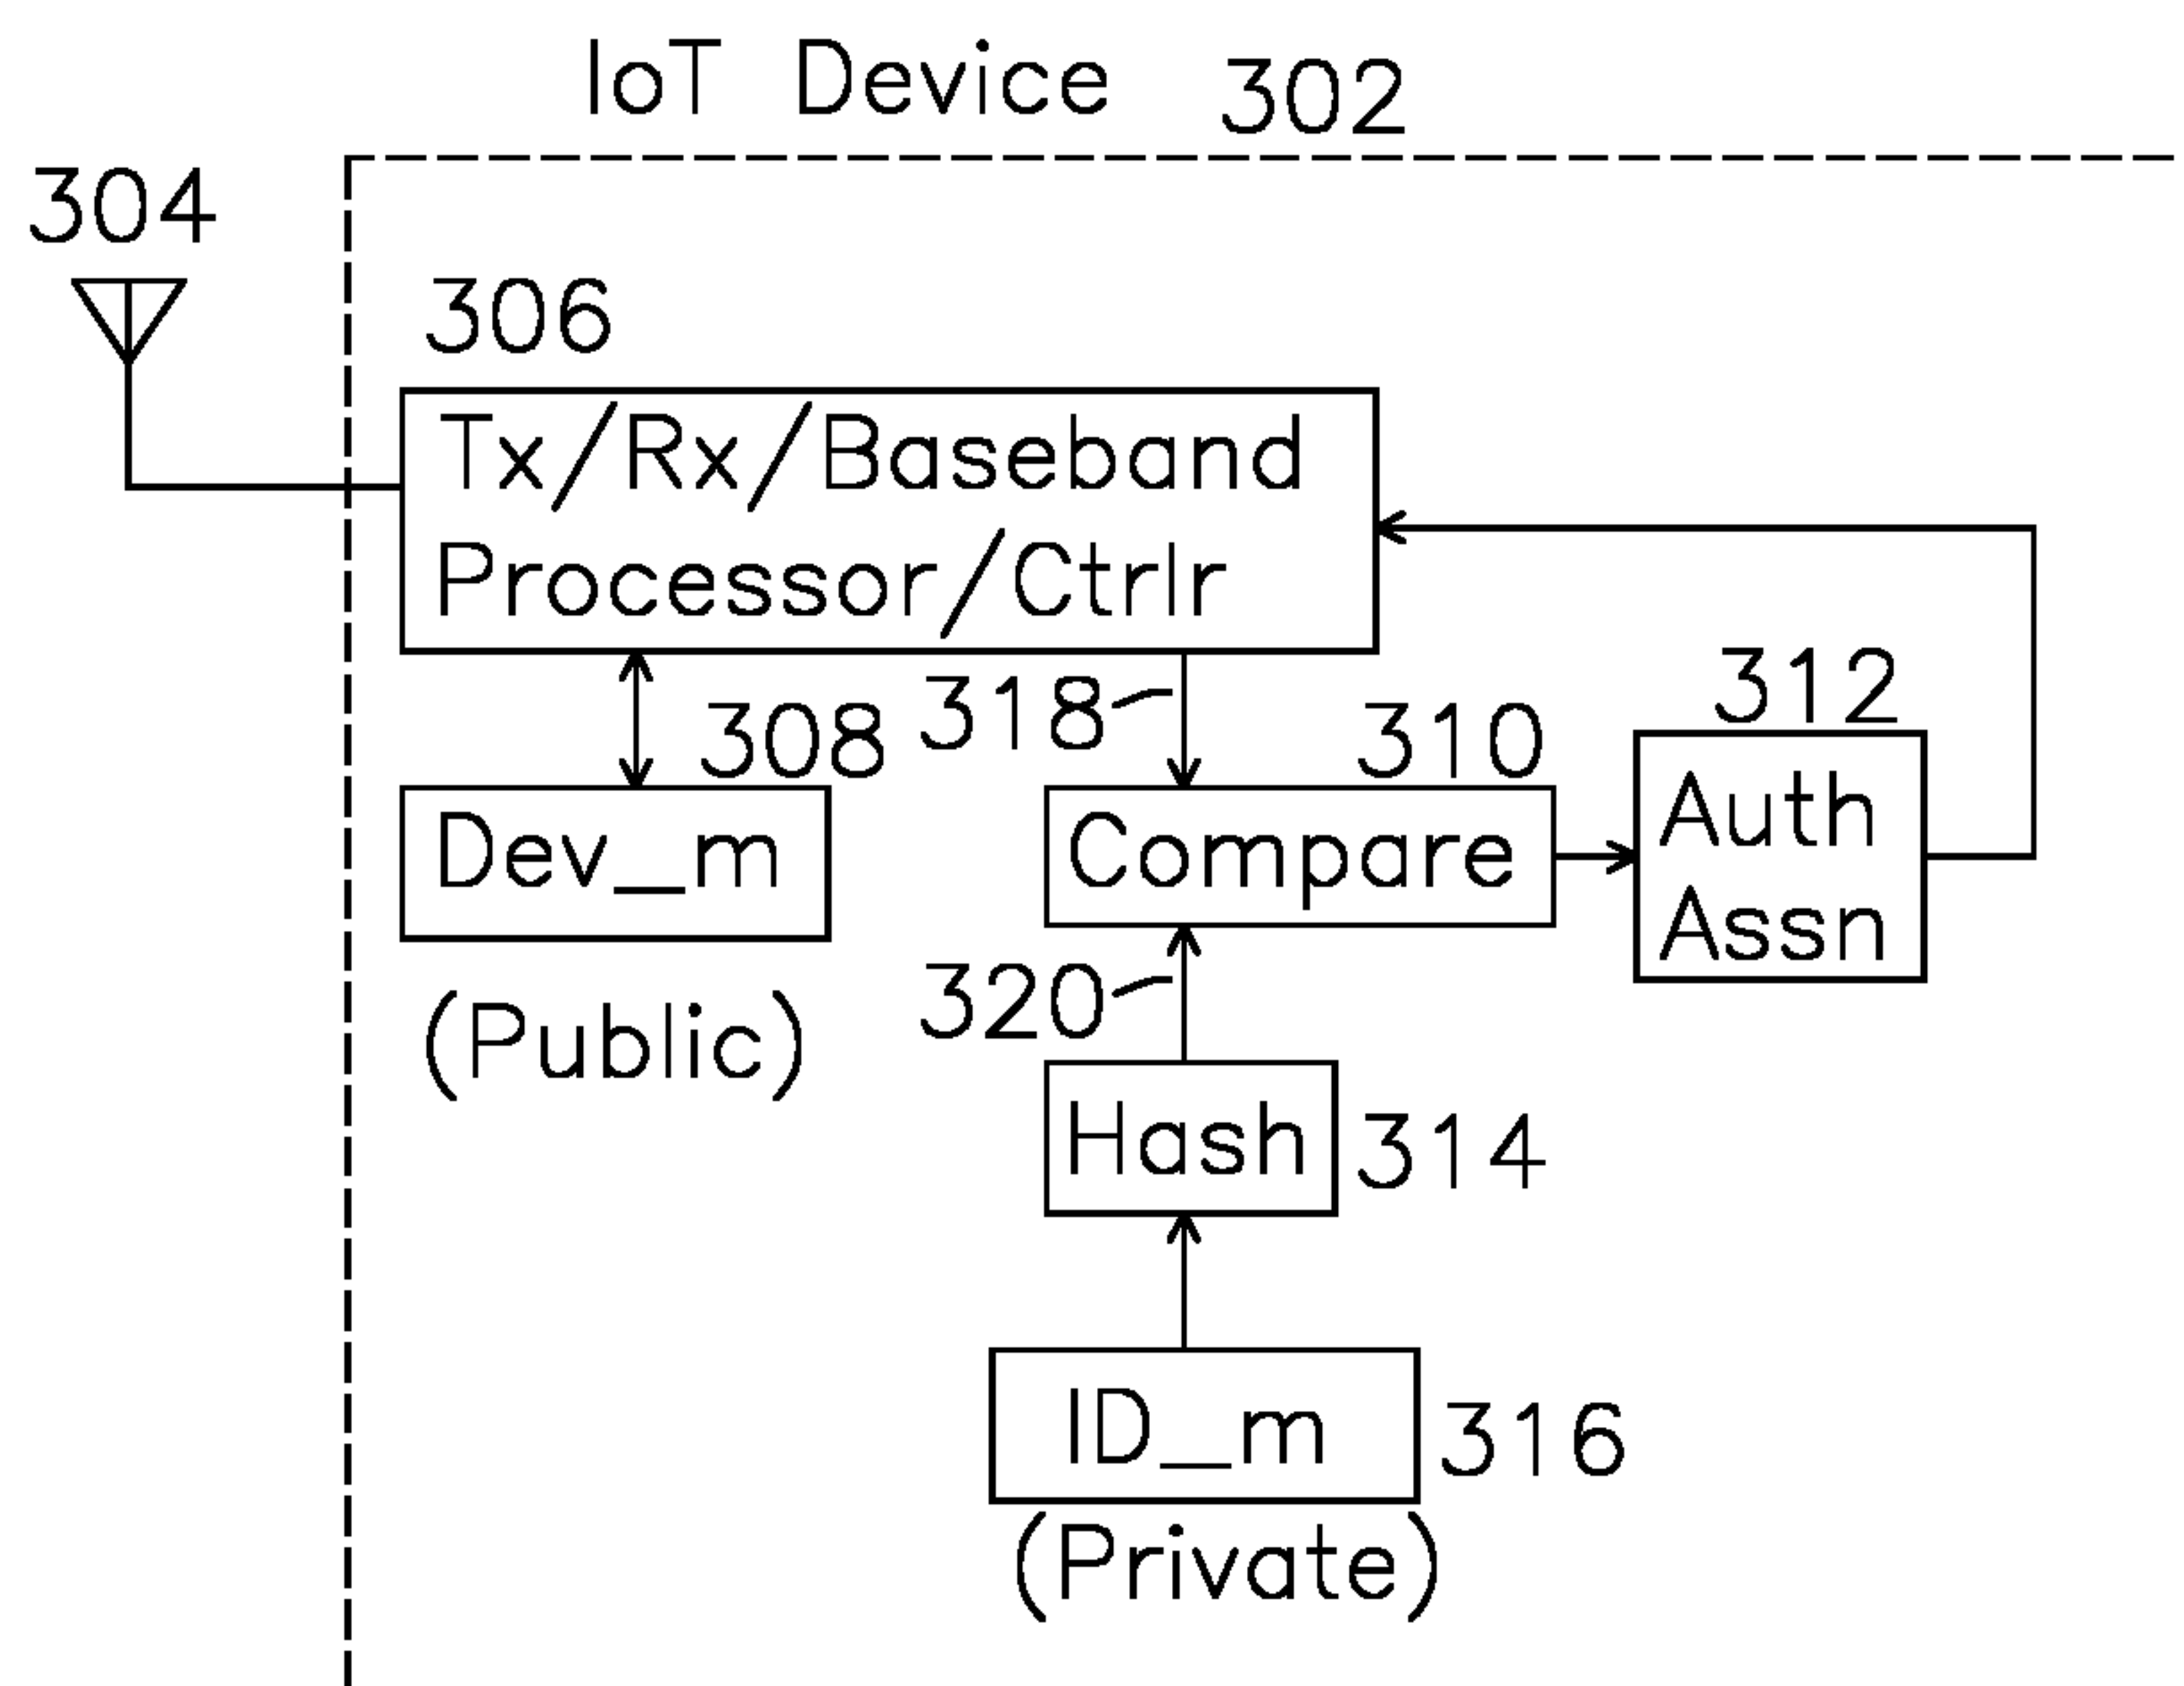 IoT Device 302
304
306
Tx/Rx/Baseband
Processor/Ctrlr
308
318
310
312
Dev_m
(Public)
Compare
Auth
Assn
320
Hash
314
ID_m
316
(Private)